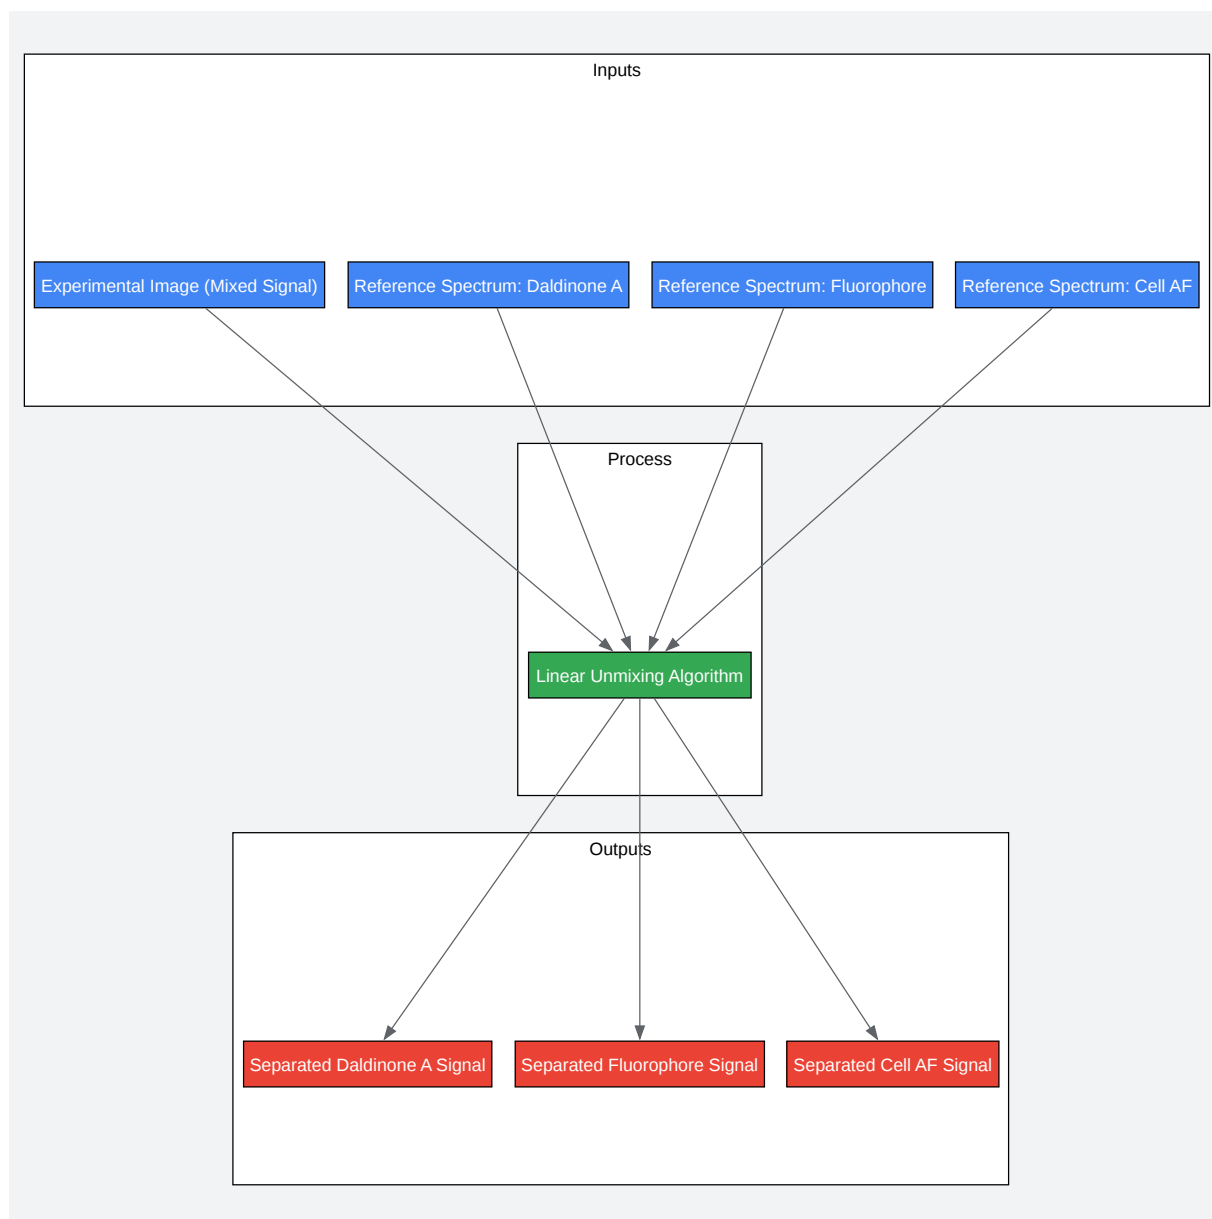 Inputs
Experimental Image (Mixed Signal)
Reference Spectrum: Daldinone A
Reference Spectrum: Fluorophore
Reference Spectrum: Cell AF
Process
Linear Unmixing Algorithm
Outputs
Separated Daldinone A Signal
Separated Fluorophore Signal
Separated Cell AF Signal